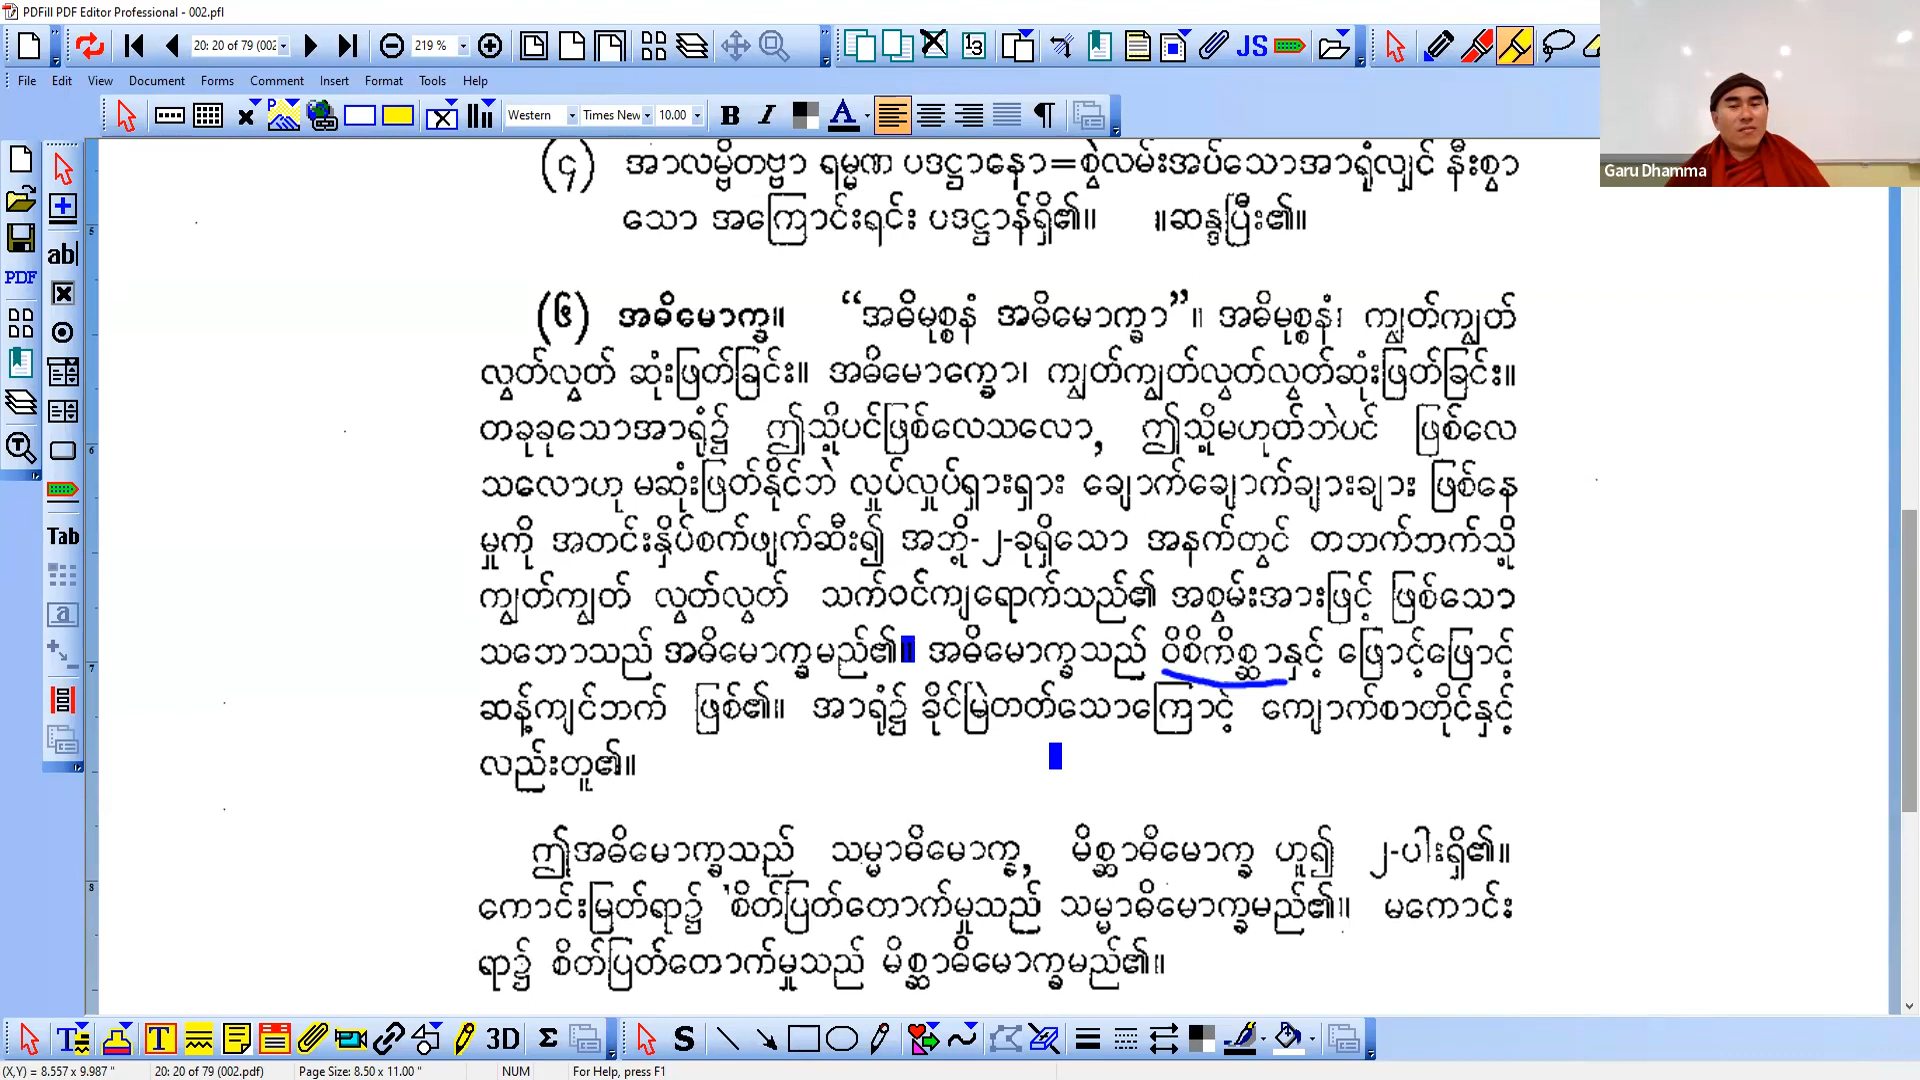 PDFill PDF Editor Professional - 002.pfl
20: 20 of 79 (002
219 %
JS
File Edit View Document Forms Comment Insert Format Tools Help
Western Times New 10.00
Garu Dhamma
PDF
Tab
3D
(၄) အာလမ္ဗိတဗ္ဗာ ရမ္မဏ ပဒဋ္ဌာနော=စွဲလမ်းအပ်သောအာရုံလျှင် နီးစွာ
သော အကြောင်းရင်း ပဒဋ္ဌာန်ရှိ၏။ ။ဆန္ဒပြီး၏။
(၆) အဓိမောက္ခ။ “အဓိမုစ္စနံ အဓိမောက္ခာ”။ အဓိမုစ္စနံ၊ ကျွတ်ကျွတ်
လွတ်လွတ် ဆုံးဖြတ်ခြင်း။ အဓိမောက္ခော၊ ကျွတ်ကျွတ်လွတ်လွတ်ဆုံးဖြတ်ခြင်း။
တခုခုသောအာရုံ၌ ဤသို့ပင်ဖြစ်လေသလော, ဤသို့မဟုတ်ဘဲပင် ဖြစ်လေ
သလောဟု မဆုံးဖြတ်နိုင်ဘဲ လှုပ်လှုပ်ရှားရှား ချောက်ချောက်ချားချား ဖြစ်နေ
မှုကို အတင်းနှိပ်စက်ဖျက်ဆီး၍ အဘို့-၂-ခုရှိသော အနက်တွင် တဘက်ဘက်သို့
ကျွတ်ကျွတ် လွတ်လွတ် သက်ဝင်ကျရောက်သည်၏ အစွမ်းအားဖြင့် ဖြစ်သော
သဘောသည် အဓိမောက္ခမည်၏။ အဓိမောက္ခသည် ဝိစိကိစ္ဆာနှင့် ဖြောင့်ဖြောင့်
ဆန့်ကျင်ဘက် ဖြစ်၏။ အာရုံ၌ ခိုင်မြဲတတ်သောကြောင့် ကျောက်စာတိုင်နှင့်
လည်းတူ၏။
ဤအဓိမောက္ခသည် သမ္မာဓိမောက္ခ, မိစ္ဆာဓိမောက္ခ ဟူ၍ ၂-ပါးရှိ၏။
ကောင်းမြတ်ရာ၌ စိတ်ပြတ်တောက်မှုသည် သမ္မာဓိမောက္ခမည်၏။ မကောင်း
ရာ၌ စိတ်ပြတ်တောက်မှုသည် မိစ္ဆာဓိမောက္ခမည်၏။
(X,Y) = 8.557 x 9.987 " 20: 20 of 79 (002.pdf) Page Size: 8.50 x 11.00 " NUM For Help, press F1